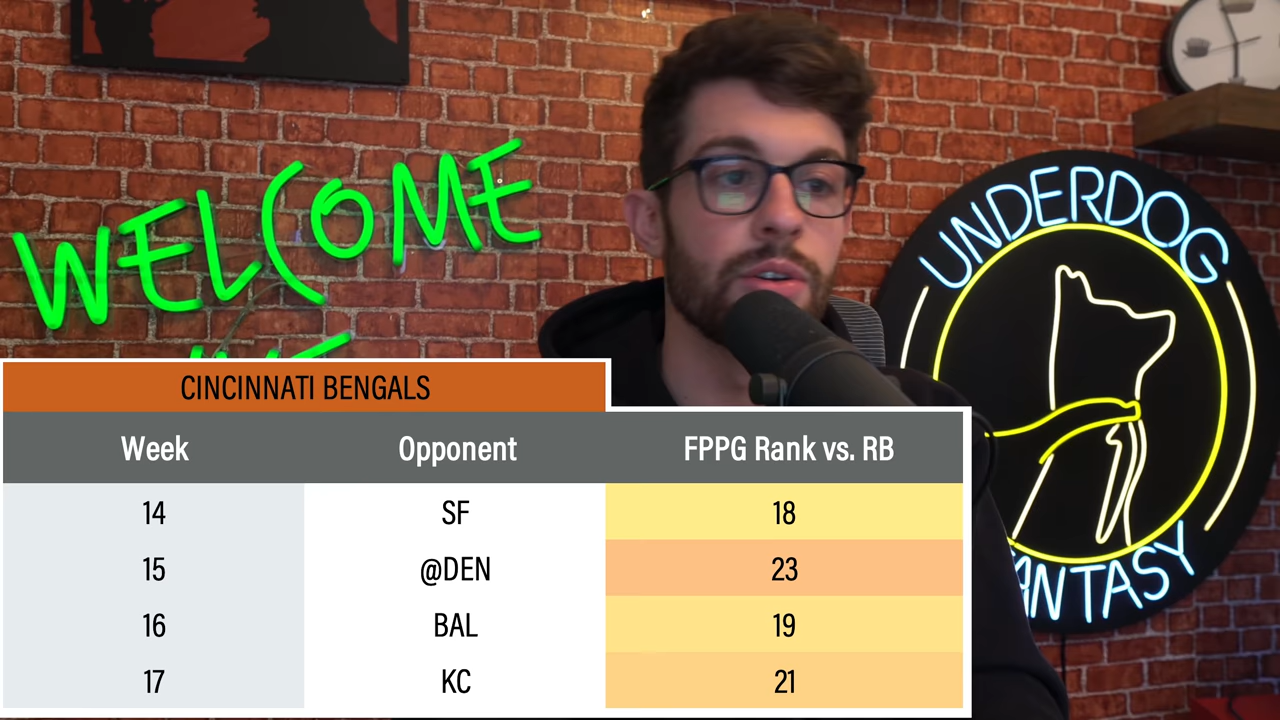 WELCOME
UNDERDOG
FANTASY
CINCINNATI BENGALS
Week Opponent FPPG Rank vs. RB
14 SF 18
15 @DEN 23
16 BAL 19
17 KC 21